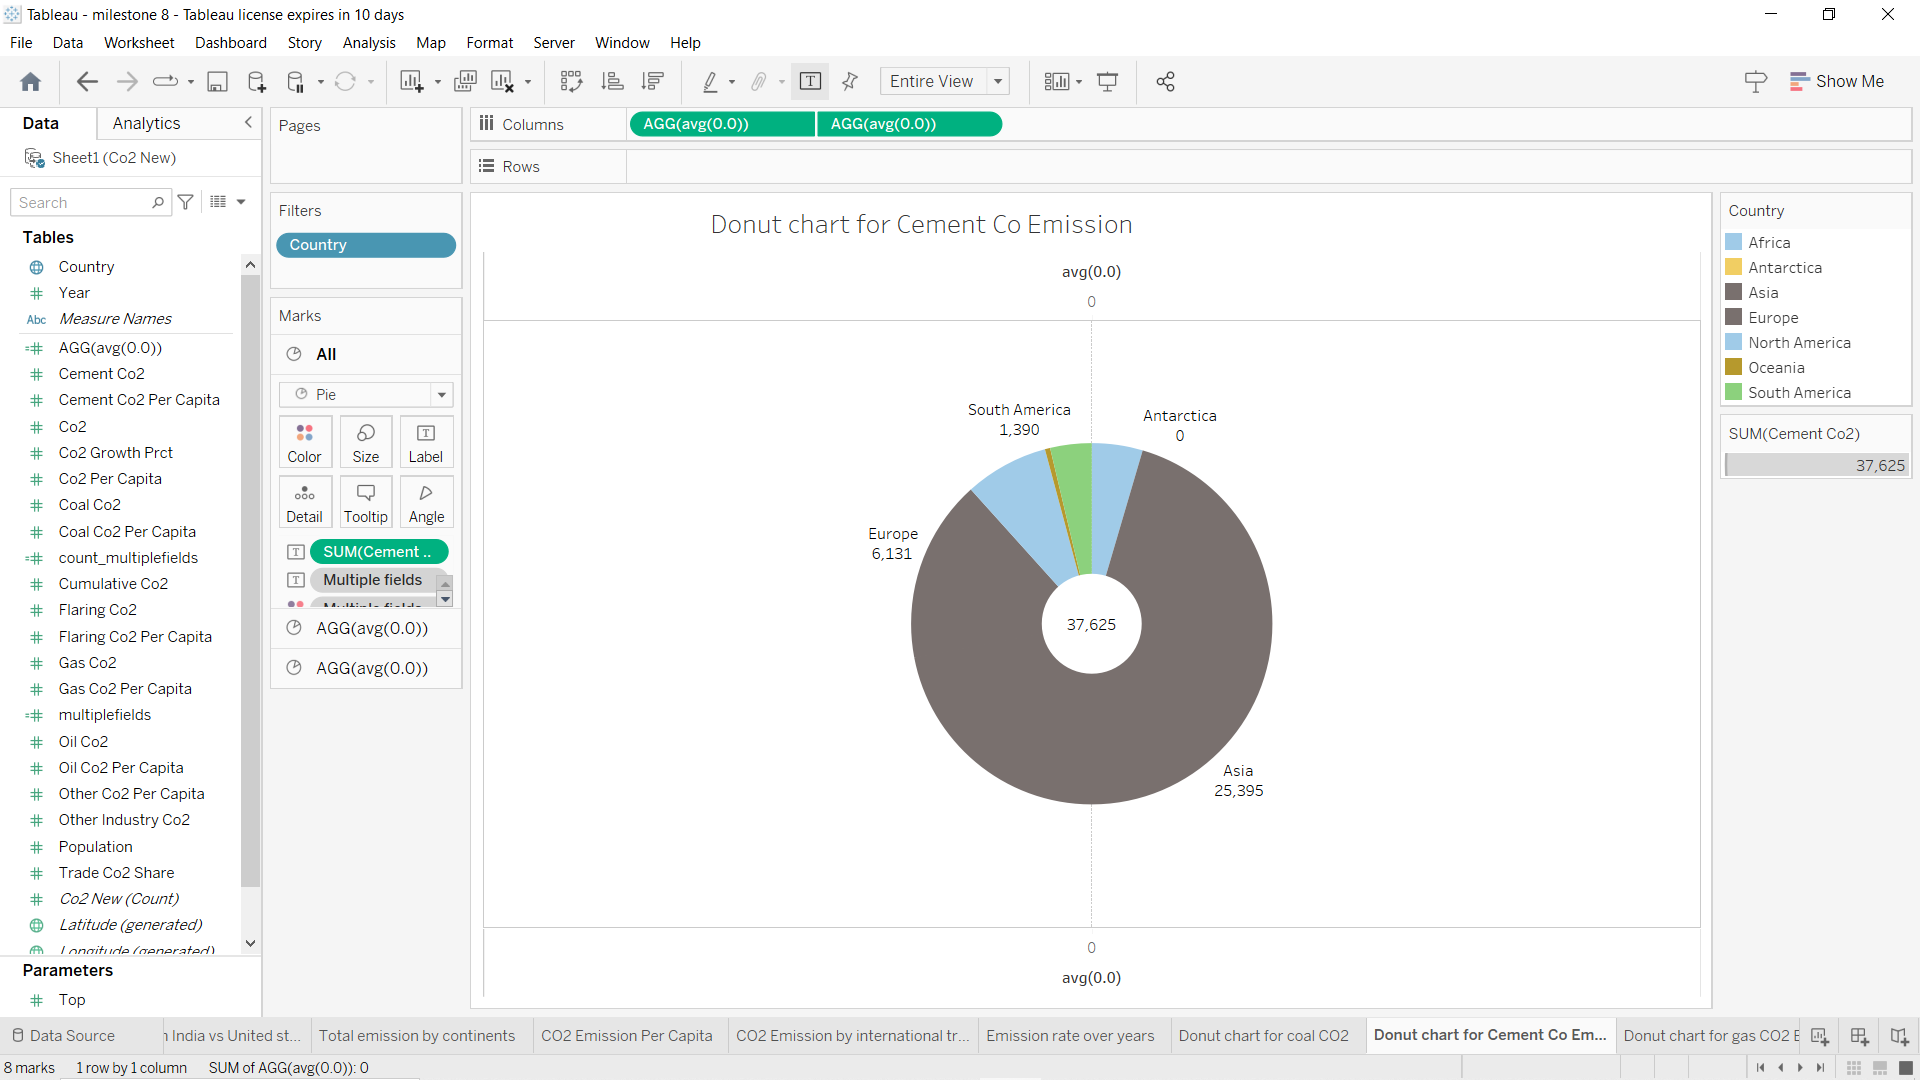 Tableau - milestone 8 - Tableau license expires in 10 days
File Data Worksheet Dashboard Story Analysis Map Format Server Window Help
Entire View
Show Me
Data Analytics
Sheet1 (Co2 New)
Search
Tables
Country
Year
Abc Measure Names
AGG(avg(0.0))
Cement Co2
Cement Co2 Per Capita
Co2
Co2 Growth Prct
Co2 Per Capita
Coal Co2
Coal Co2 Per Capita
count_multiplefields
Cumulative Co2
Flaring Co2
Flaring Co2 Per Capita
Gas Co2
Gas Co2 Per Capita
multiplefields
Oil Co2
Oil Co2 Per Capita
Other Co2 Per Capita
Other Industry Co2
Population
Trade Co2 Share
Co2 New (Count)
Latitude (generated)
Longitude (generated)
Parameters
Top
Pages
Filters
Country
Marks
All
Pie
Color Size Label
Detail Tooltip Angle
SUM(Cement ..
Multiple fields
Multiple fields
AGG(avg(0.0))
AGG(avg(0.0))
Columns AGG(avg(0.0)) AGG(avg(0.0))
Rows
Donut chart for Cement Co Emission
avg(0.0)
0
South America
1,390
Antarctica
0
Europe
6,131
37,625
Asia
25,395
0
avg(0.0)
Country
Africa
Antarctica
Asia
Europe
North America
Oceania
South America
SUM(Cement Co2)
37,625
Data Source n India vs United st... Total emission by continents CO2 Emission Per Capita CO2 Emission by international tr... Emission rate over years Donut chart for coal CO2 Donut chart for Cement Co Em... Donut chart for gas CO2 E
8 marks 1 row by 1 column SUM of AGG(avg(0.0)): 0